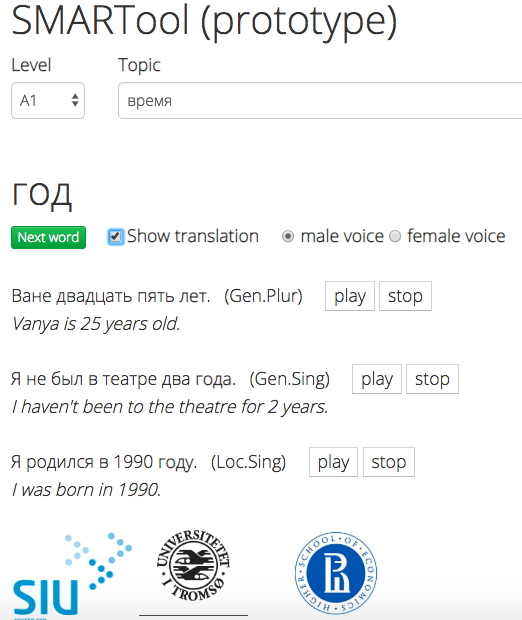 SMARTool (prototype)
Level Topic
A1 время
год
Next word Show translation male voice female voice
Ване двадцать пять лет. (Gen.Plur) play stop
Vanya is 25 years old.
Я не был в театре два года. (Gen.Sing) play stop
I haven't been to the theatre for 2 years.
Я родился в 1990 году. (Loc.Sing) play stop
I was born in 1990.
SIU
UNIVERSITETET I TROMSØ
HIGHER SCHOOL OF ECONOMICS